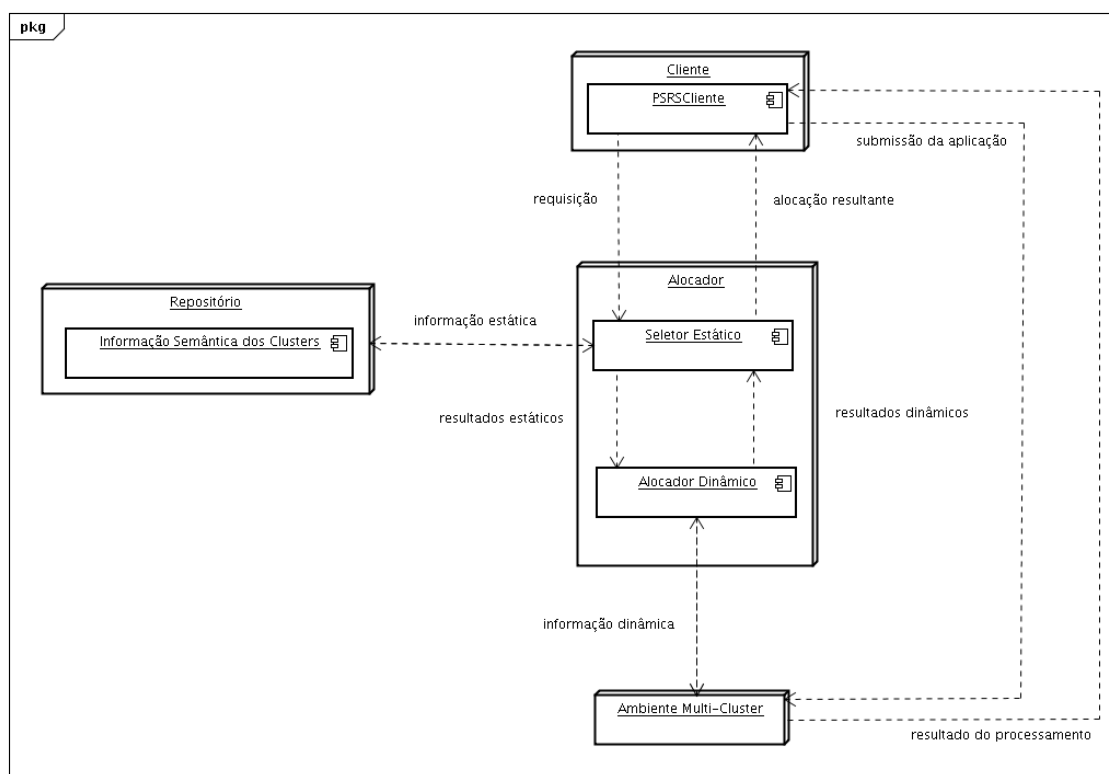 pkg
Cliente
PSRSCliente
submissão da aplicação
requisição
alocação resultante
Alocador
Repositório
informação estática
Informação Semântica dos Clusters
Seletor Estático
resultados estáticos
resultados dinâmicos
Alocador Dinâmico
informação dinâmica
Ambiente Multi-Cluster
resultado do processamento